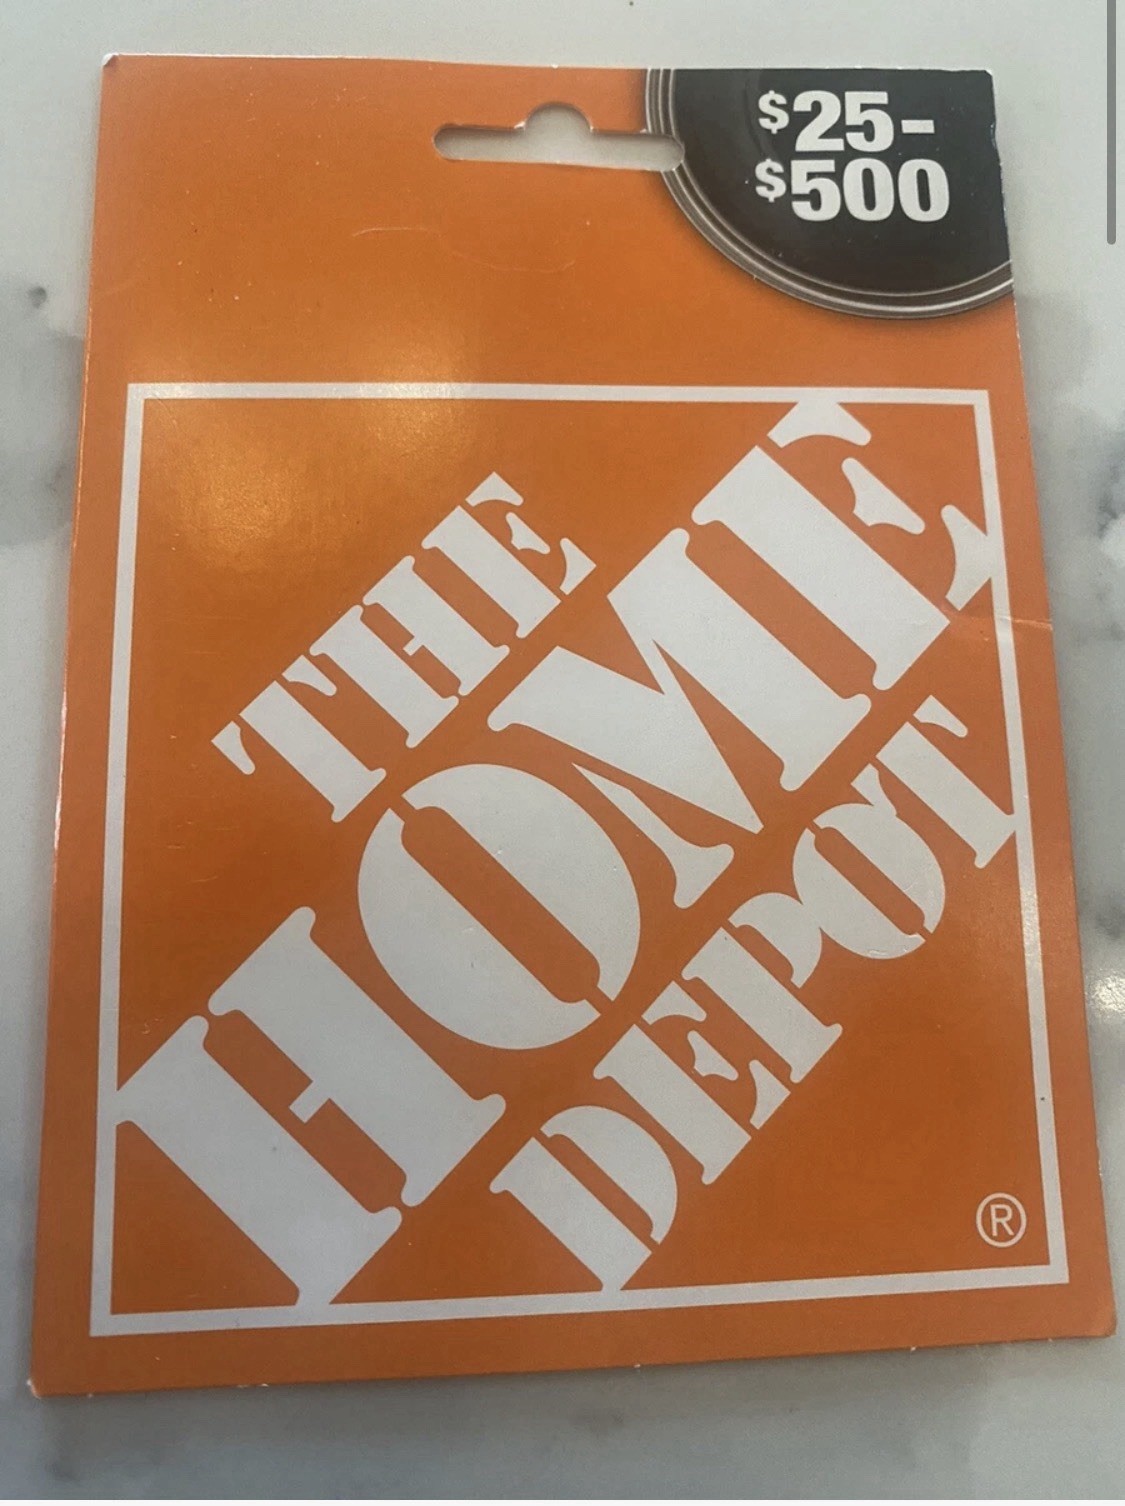 $25-
$500
THE
HOME
DEPOT
®